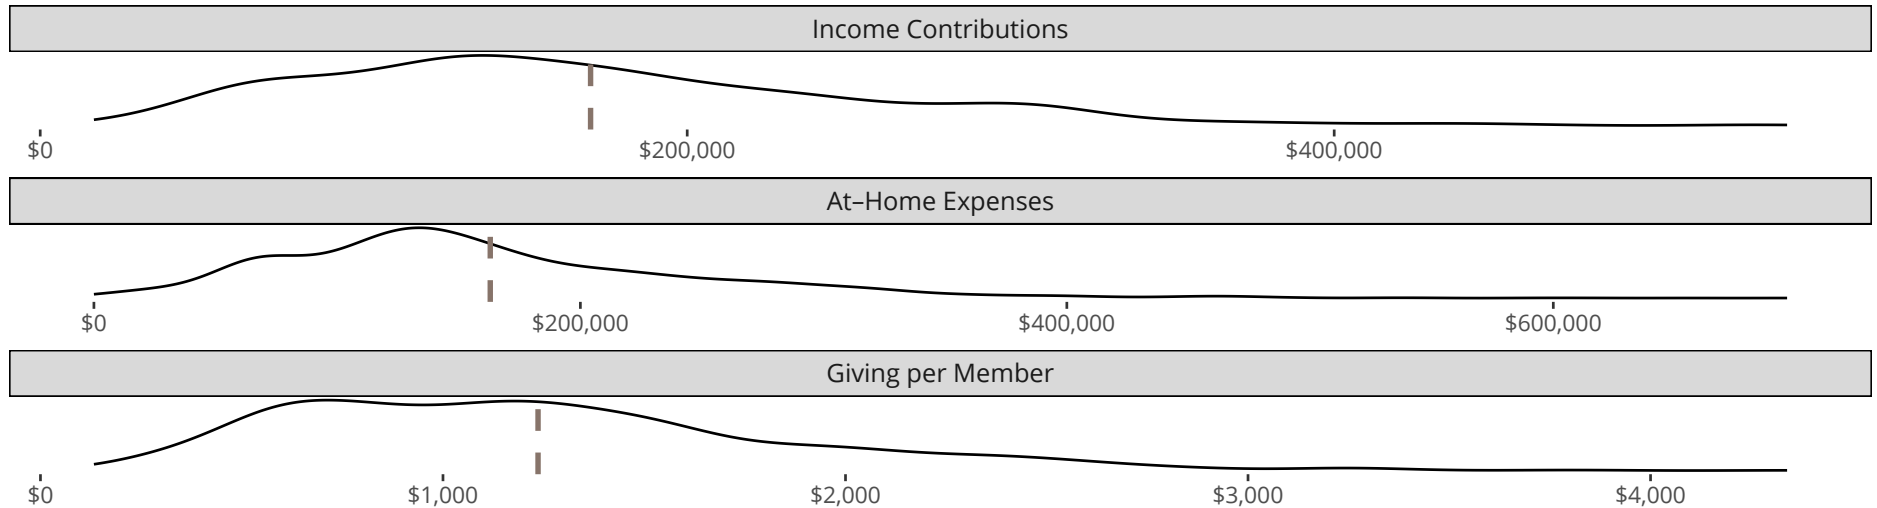 Income Contributions
$0 $200,000 $400,000
At–Home Expenses
$0 $200,000 $400,000 $600,000
Giving per Member
$0 $1,000 $2,000 $3,000 $4,000